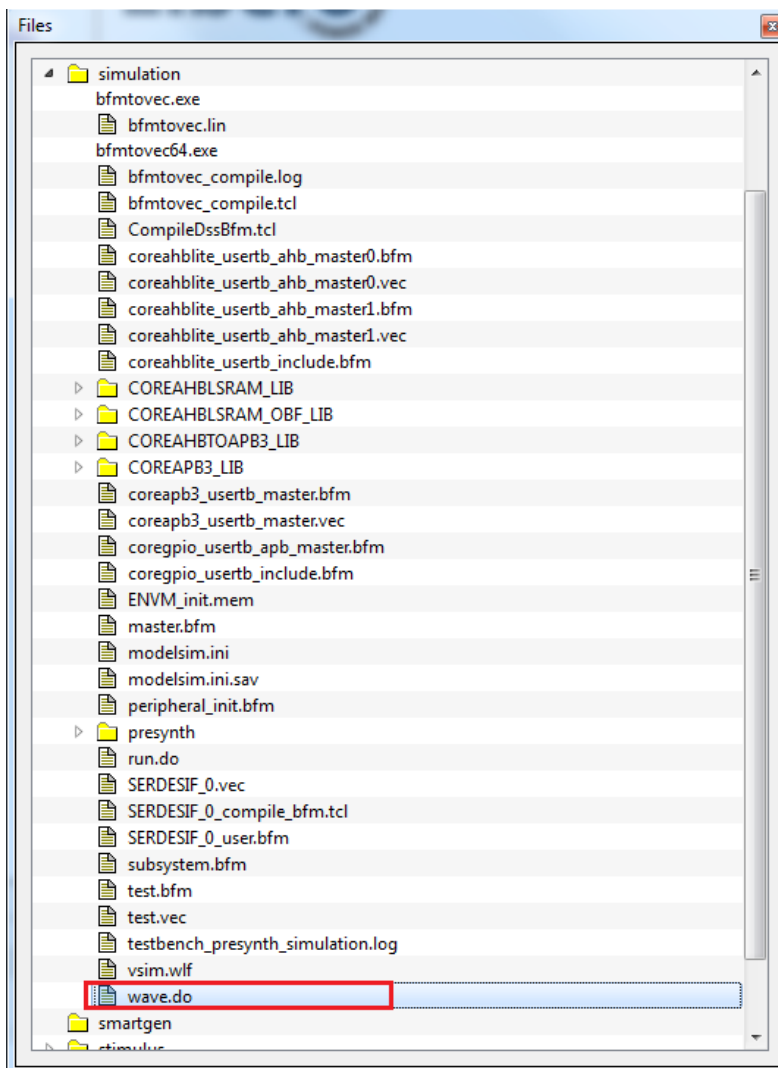 Files
simulation
bfmtovec.exe
bfmtovec.lin
bfmtovec64.exe
bfmtovec_compile.log
bfmtovec_compile.tcl
CompileDssBfm.tcl
coreahblite_usertb_ahb_master0.bfm
coreahblite_usertb_ahb_master0.vec
coreahblite_usertb_ahb_master1.bfm
coreahblite_usertb_ahb_master1.vec
coreahblite_usertb_include.bfm
COREAHBLSRAM_LIB
COREAHBLSRAM_OBF_LIB
COREAHBTOAPB3_LIB
COREAPB3_LIB
coreapb3_usertb_master.bfm
coreapb3_usertb_master.vec
coregpio_usertb_apb_master.bfm
coregpio_usertb_include.bfm
ENVM_init.mem
master.bfm
modelsim.ini
modelsim.ini.sav
peripheral_init.bfm
presynth
run.do
SERDESIF_0.vec
SERDESIF_0_compile_bfm.tcl
SERDESIF_0_user.bfm
subsystem.bfm
test.bfm
test.vec
testbench_presynth_simulation.log
vsim.wlf
wave.do
smartgen
stimulus